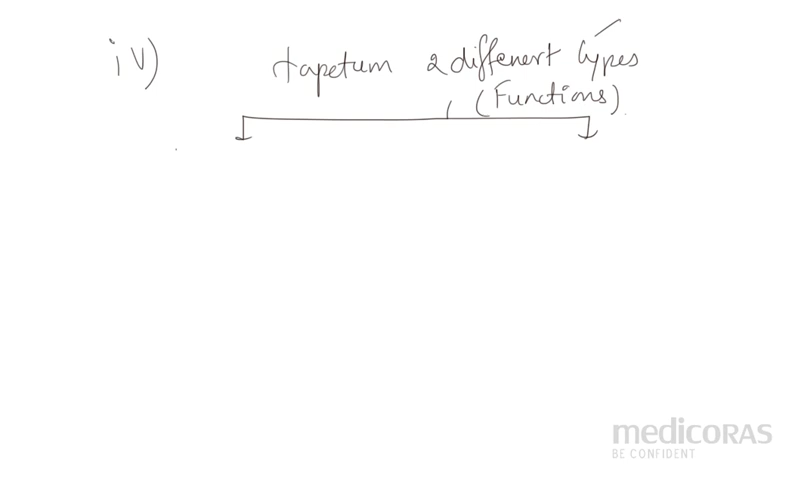 iv) tapetum 2 different types
(Functions)
medicoRAS
BE CONFIDENT